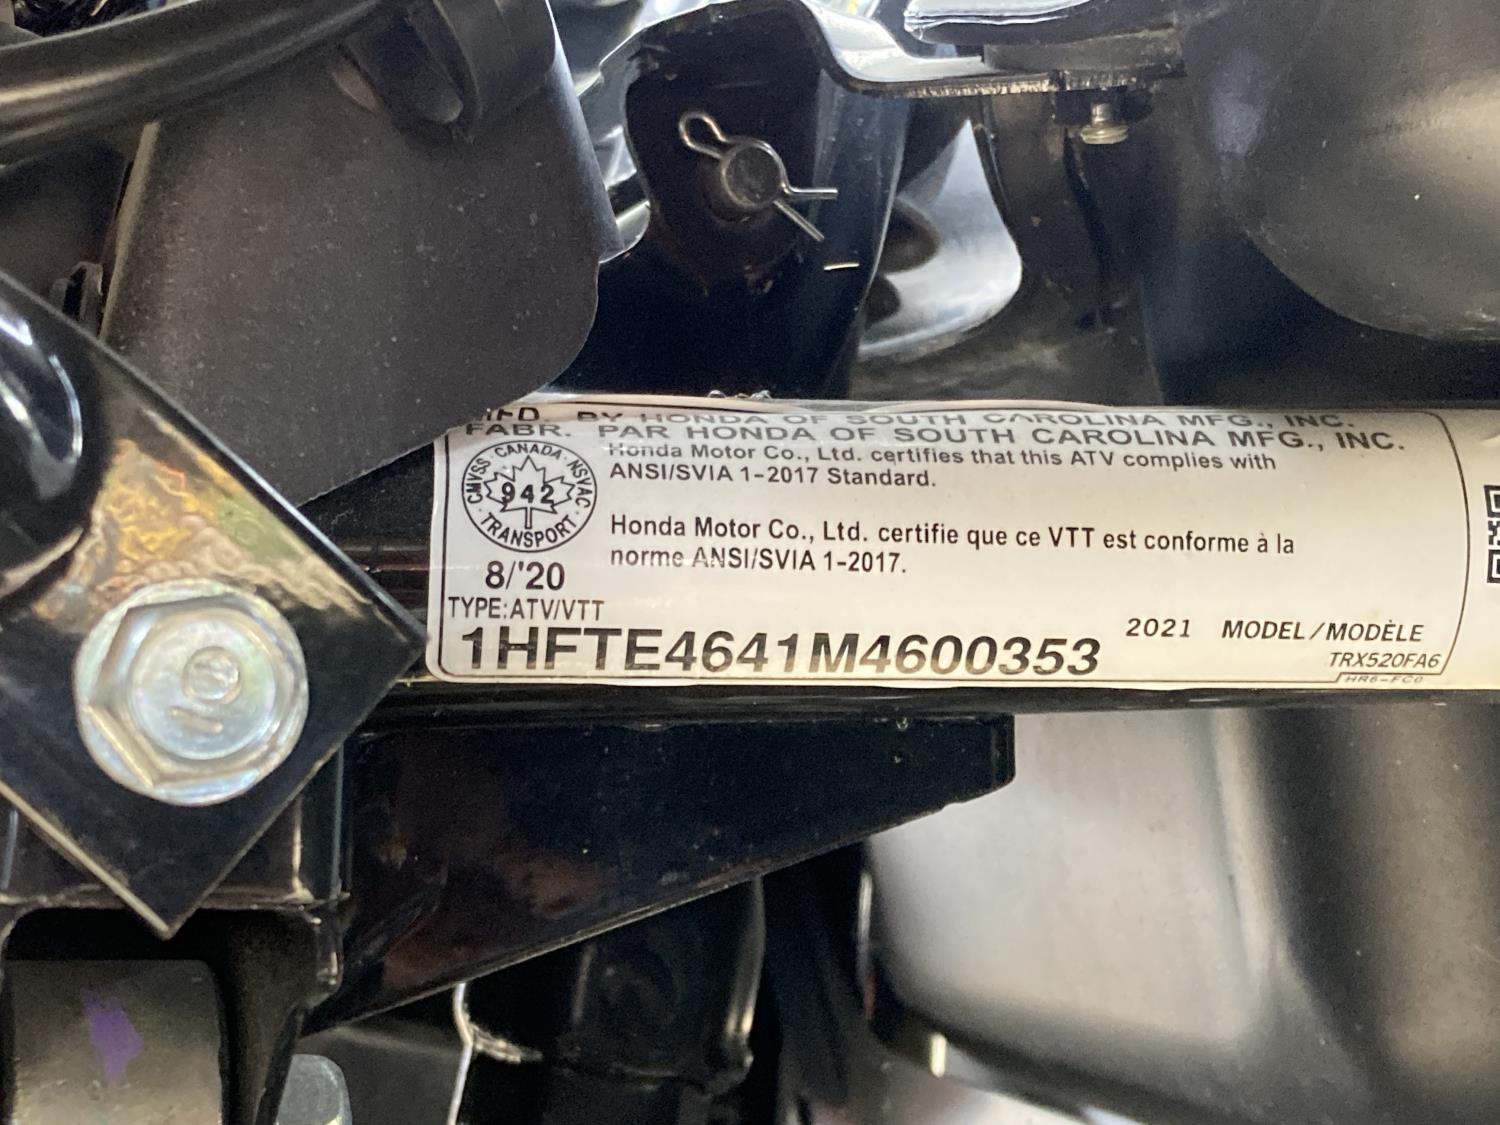 MFD. BY HONDA OF SOUTH CAROLINA MFG., INC.
FABR. PAR HONDA OF SOUTH CAROLINA MFG., INC.
Honda Motor Co., Ltd. certifies that this ATV complies with
ANSI/SVIA 1-2017 Standard.
CANADA
CMVSS · NSVAC
942
TRANSPORT
Honda Motor Co., Ltd. certifie que ce VTT est conforme à la
norme ANSI/SVIA 1-2017.
8/'20
TYPE:ATV/VTT
1HFTE4641M4600353
2021 MODEL/MODÈLE
TRX520FA6
HR6-FC0